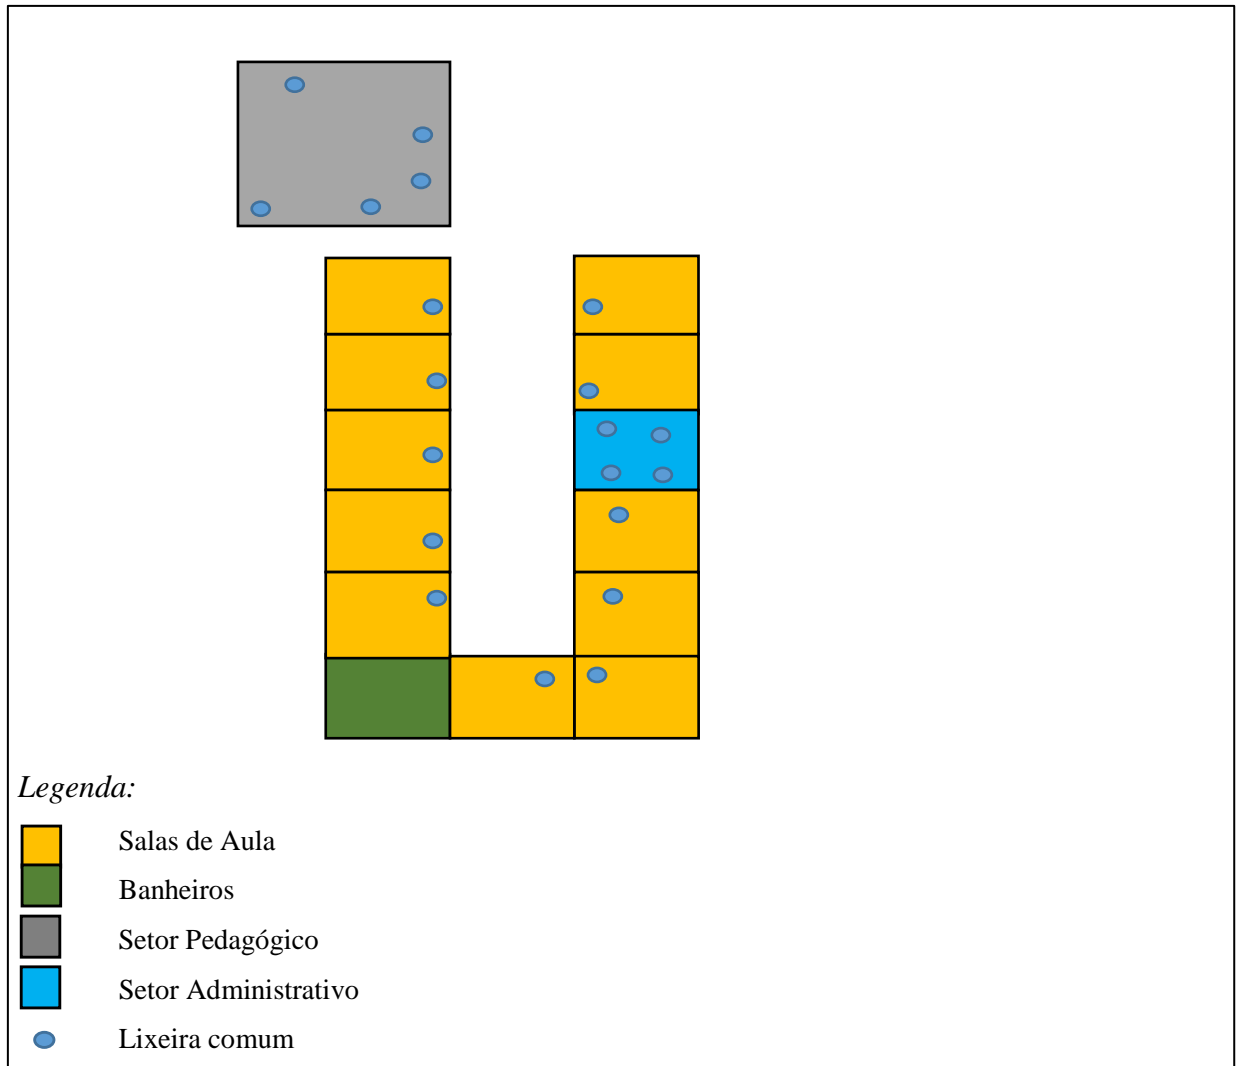 Legenda:
Salas de Aula
Banheiros
Setor Pedagógico
Setor Administrativo
Lixeira comum